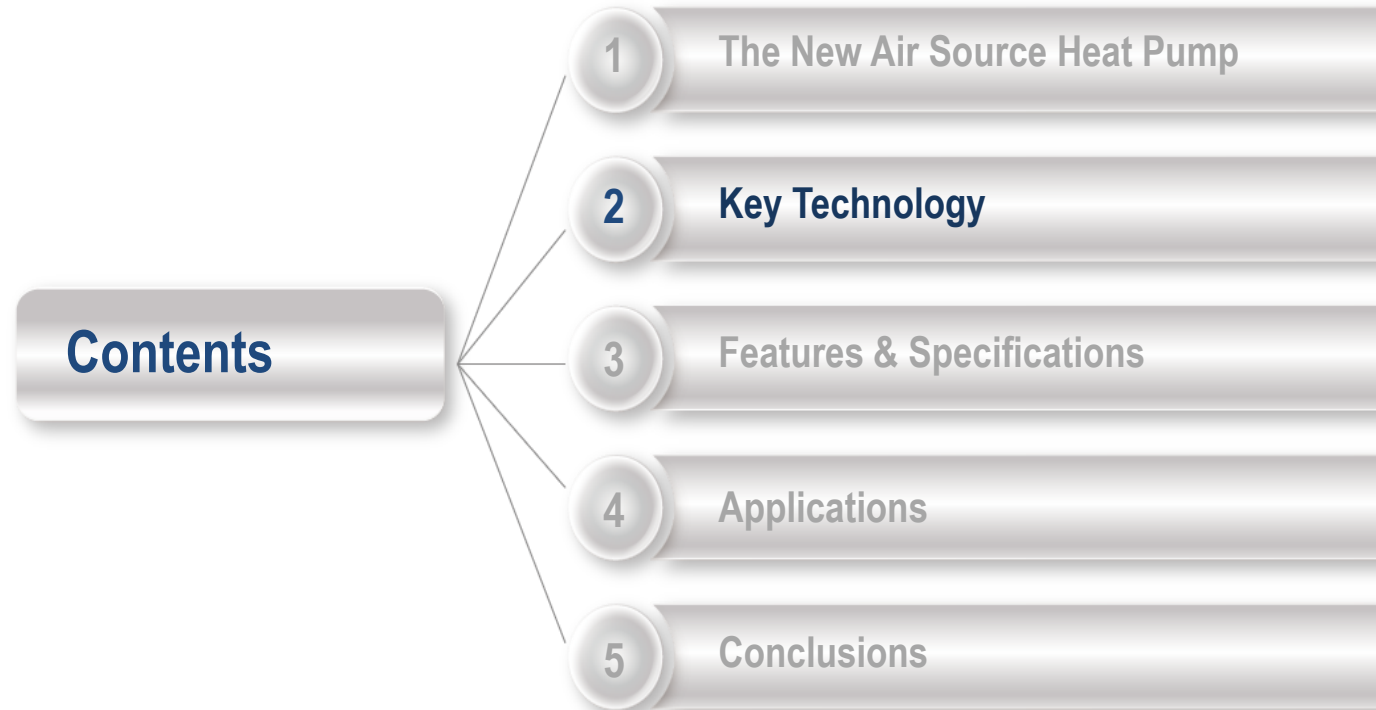 Contents
1 The New Air Source Heat Pump
2 Key Technology
3 Features & Specifications
4 Applications
5 Conclusions